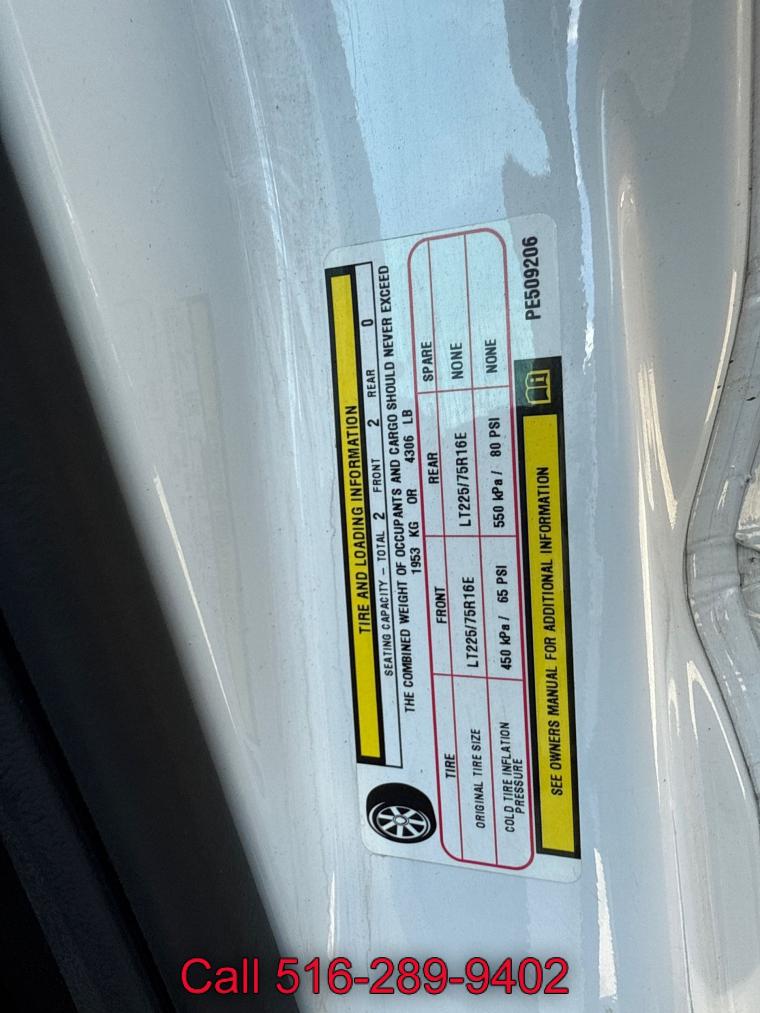 TIRE AND LOADING INFORMATION
SEATING CAPACITY – TOTAL 2 FRONT 2 REAR 0
THE COMBINED WEIGHT OF OCCUPANTS AND CARGO SHOULD NEVER EXCEED
1953 KG OR 4306 LB
TIRE FRONT REAR SPARE
ORIGINAL TIRE SIZE LT225/75R16E LT225/75R16E NONE
COLD TIRE INFLATION
PRESSURE 450 kPa / 65 PSI 550 kPa / 80 PSI NONE
SEE OWNERS MANUAL FOR ADDITIONAL INFORMATION
PE509206
Call 516-289-9402